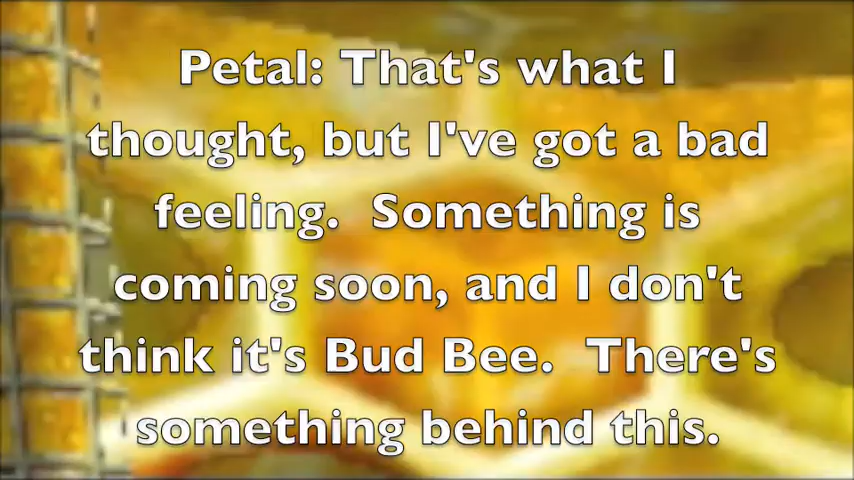 Petal: That's what I
thought, but I've got a bad
feeling.  Something is
coming soon, and I don't
think it's Bud Bee.  There's
something behind this.